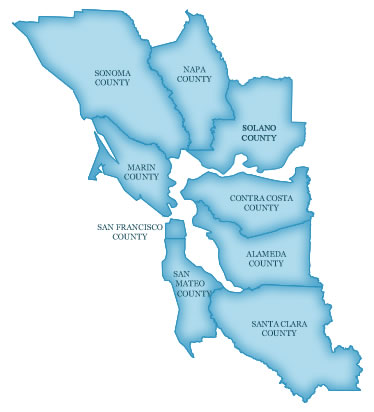 NAPA
COUNTY
SONOMA
COUNTY
SOLANO
COUNTY
MARIN
COUNTY
CONTRA COSTA
COUNTY
SAN FRANCISCO
COUNTY
ALAMEDA
COUNTY
SAN
MATEO
COUNTY
SANTA CLARA
COUNTY